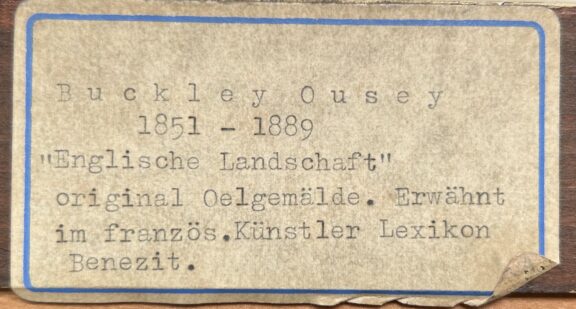 Buckley Ousey
1851 - 1889
"Englische Landschaft"
original Oelgemälde. Erwähnt
im französ.Künstler Lexikon
Benezit.